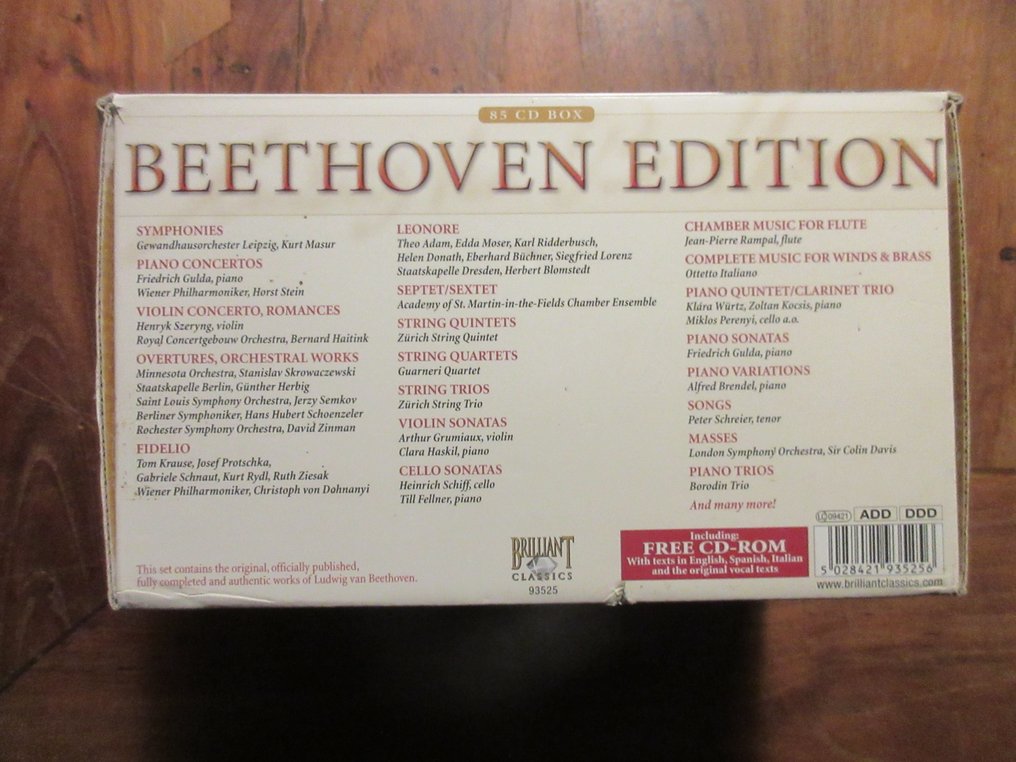 85 CD BOX
BEETHOVEN EDITION
SYMPHONIES
Gewandhausorchester Leipzig, Kurt Masur
PIANO CONCERTOS
Friedrich Gulda, piano
Wiener Philharmoniker, Horst Stein
VIOLIN CONCERTO, ROMANCES
Henryk Szeryng, violin
Royal Concertgebouw Orchestra, Bernard Haitink
OVERTURES, ORCHESTRAL WORKS
Minnesota Orchestra, Stanislav Skrowaczewski
Staatskapelle Berlin, Günther Herbig
Saint Louis Symphony Orchestra, Jerzy Semkov
Berliner Symphoniker, Hans Hubert Schoenzeler
Rochester Symphony Orchestra, David Zinman
FIDELIO
Tom Krause, Josef Protschka,
Gabriele Schnaut, Kurt Rydl, Ruth Ziesak
Wiener Philharmoniker, Christoph von Dohnanyi
LEONORE
Theo Adam, Edda Moser, Karl Ridderbusch,
Helen Donath, Eberhard Büchner, Siegfried Lorenz
Staatskapelle Dresden, Herbert Blomstedt
SEPTET/SEXTET
Academy of St. Martin-in-the-Fields Chamber Ensemble
STRING QUINTETS
Zürich String Quintet
STRING QUARTETS
Guarneri Quartet
STRING TRIOS
Zürich String Trio
VIOLIN SONATAS
Arthur Grumiaux, violin
Clara Haskil, piano
CELLO SONATAS
Heinrich Schiff, cello
Till Fellner, piano
CHAMBER MUSIC FOR FLUTE
Jean-Pierre Rampal, flute
COMPLETE MUSIC FOR WINDS & BRASS
Ottetto Italiano
PIANO QUINTET/CLARINET TRIO
Klára Würtz, Zoltan Kocsis, piano
Miklos Perenyi, cello a.o.
PIANO SONATAS
Friedrich Gulda, piano
PIANO VARIATIONS
Alfred Brendel, piano
SONGS
Peter Schreier, tenor
MASSES
London Symphony Orchestra, Sir Colin Davis
PIANO TRIOS
Borodin Trio
And many more!
This set contains the original, officially published,
fully completed and authentic works of Ludwig van Beethoven.
BRILLIANT
CLASSICS
93525
Including:
FREE CD-ROM
With texts in English, Spanish, Italian
and the original vocal texts
LC 09421 ADD DDD
5 028421 935256
www.brilliantclassics.com